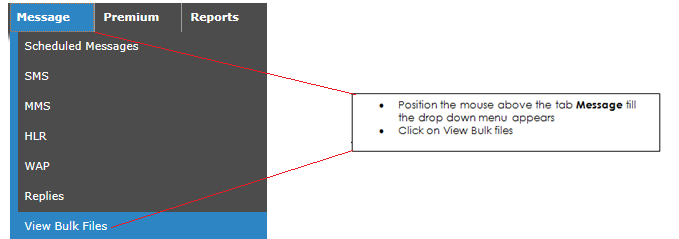 Message Premium Reports
Scheduled Messages
SMS
MMS
HLR
WAP
Replies
View Bulk Files
• Position the mouse above the tab Message till
the drop down menu appears
• Click on View Bulk files